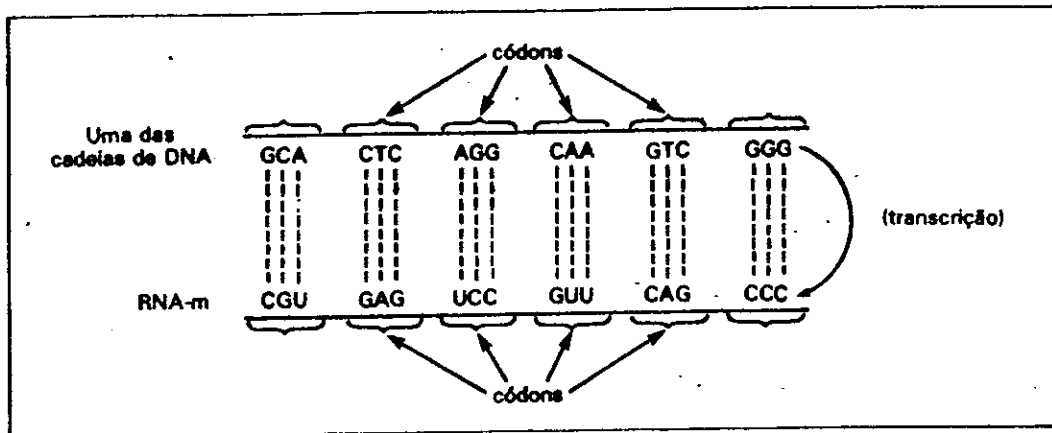 códons
Uma das
cadeias de DNA
GCA CTC AGG CAA GTC GGG
(transcrição)
RNA-m
CGU GAG UCC GUU CAG CCC
códons